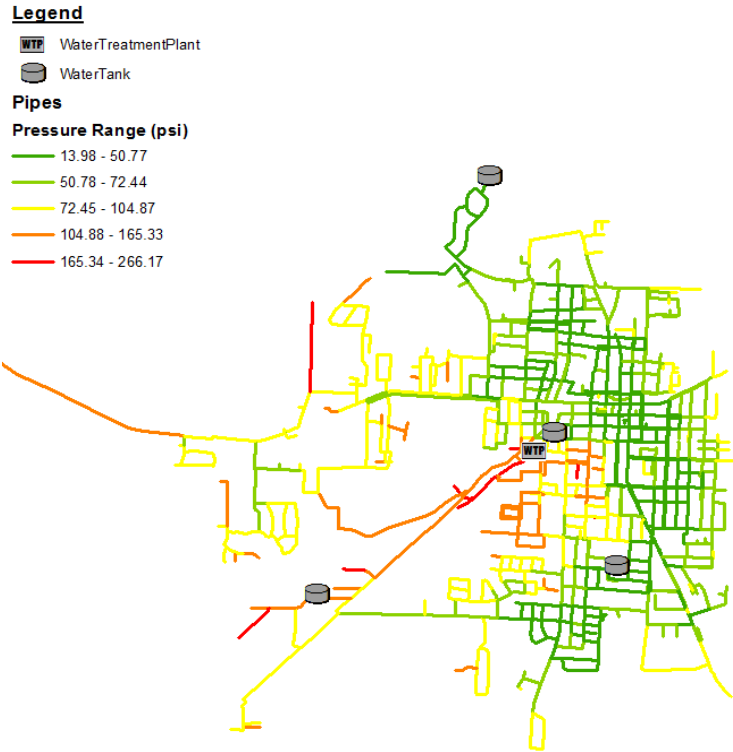 Legend
WTP WaterTreatmentPlant
WaterTank
Pipes
Pressure Range (psi)
13.98 - 50.77
50.78 - 72.44
72.45 - 104.87
104.88 - 165.33
165.34 - 266.17
WTP